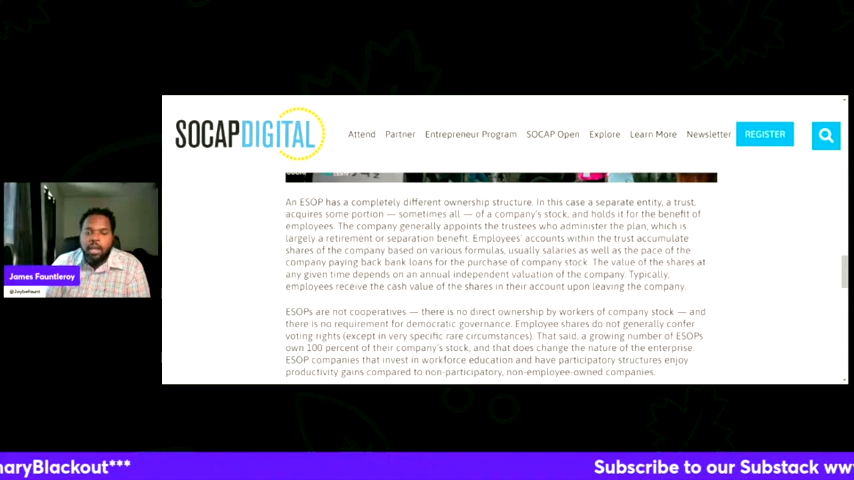 SOCAPDIGITAL
Attend Partner Entrepreneur Program SOCAP Open Explore Learn More Newsletter REGISTER
An ESOP has a completely different ownership structure. In this case a separate entity, a trust,
acquires some portion — sometimes all — of a company's stock, and holds it for the benefit of
employees. The company generally appoints the trustees who administer the plan, which is
largely a retirement or separation benefit. Employees' accounts within the trust accumulate
shares of the company based on various formulas, usually salaries as well as the pace of the
company paying back bank loans for the purchase of company stock. The value of the shares at
any given time depends on an annual independent valuation of the company. Typically,
employees receive the cash value of the shares in their account upon leaving the company.
ESOPs are not cooperatives — there is no direct ownership by workers of company stock — and
there is no requirement for democratic governance. Employee shares do not generally confer
voting rights (except in very specific rare circumstances). That said, a growing number of ESOPs
own 100 percent of their company's stock, and that does change the nature of the enterprise.
ESOP companies that invest in workforce education and have participatory structures enjoy
productivity gains compared to non-participatory, non-employee-owned companies.
James Fauntleroy
naryBlackout*** Subscribe to our Substack www